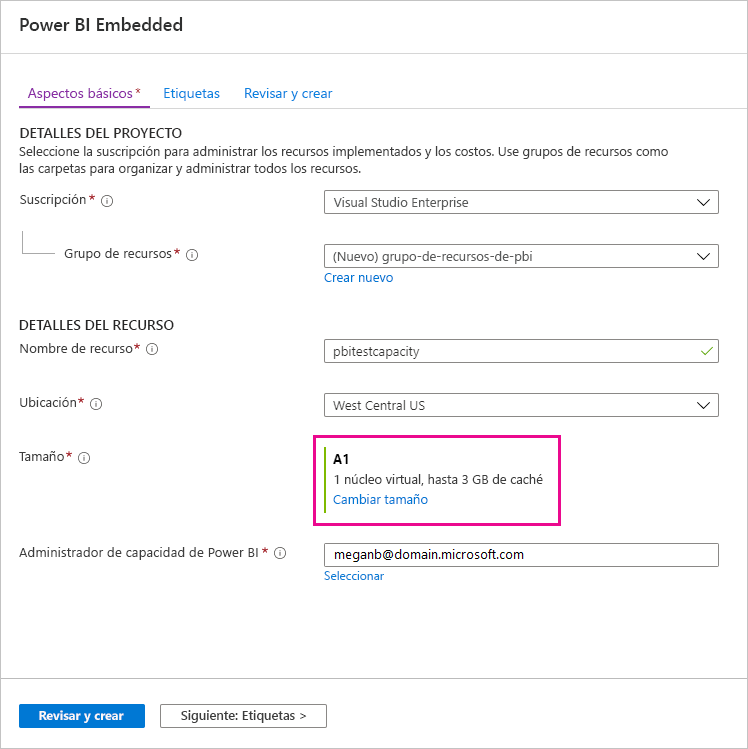 Power BI Embedded
Aspectos básicos *
Etiquetas
Revisar y crear
DETALLES DEL PROYECTO
Seleccione la suscripción para administrar los recursos implementados y los costos. Use grupos de recursos como
las carpetas para organizar y administrar todos los recursos.
Suscripción *
Visual Studio Enterprise
Grupo de recursos *
(Nuevo) grupo-de-recursos-de-pbi
Crear nuevo
DETALLES DEL RECURSO
Nombre de recurso *
pbitestcapacity
Ubicación *
West Central US
Tamaño *
A1
1 núcleo virtual, hasta 3 GB de caché
Cambiar tamaño
Administrador de capacidad de Power BI *
meganb@domain.microsoft.com
Seleccionar
Revisar y crear
Siguiente: Etiquetas >